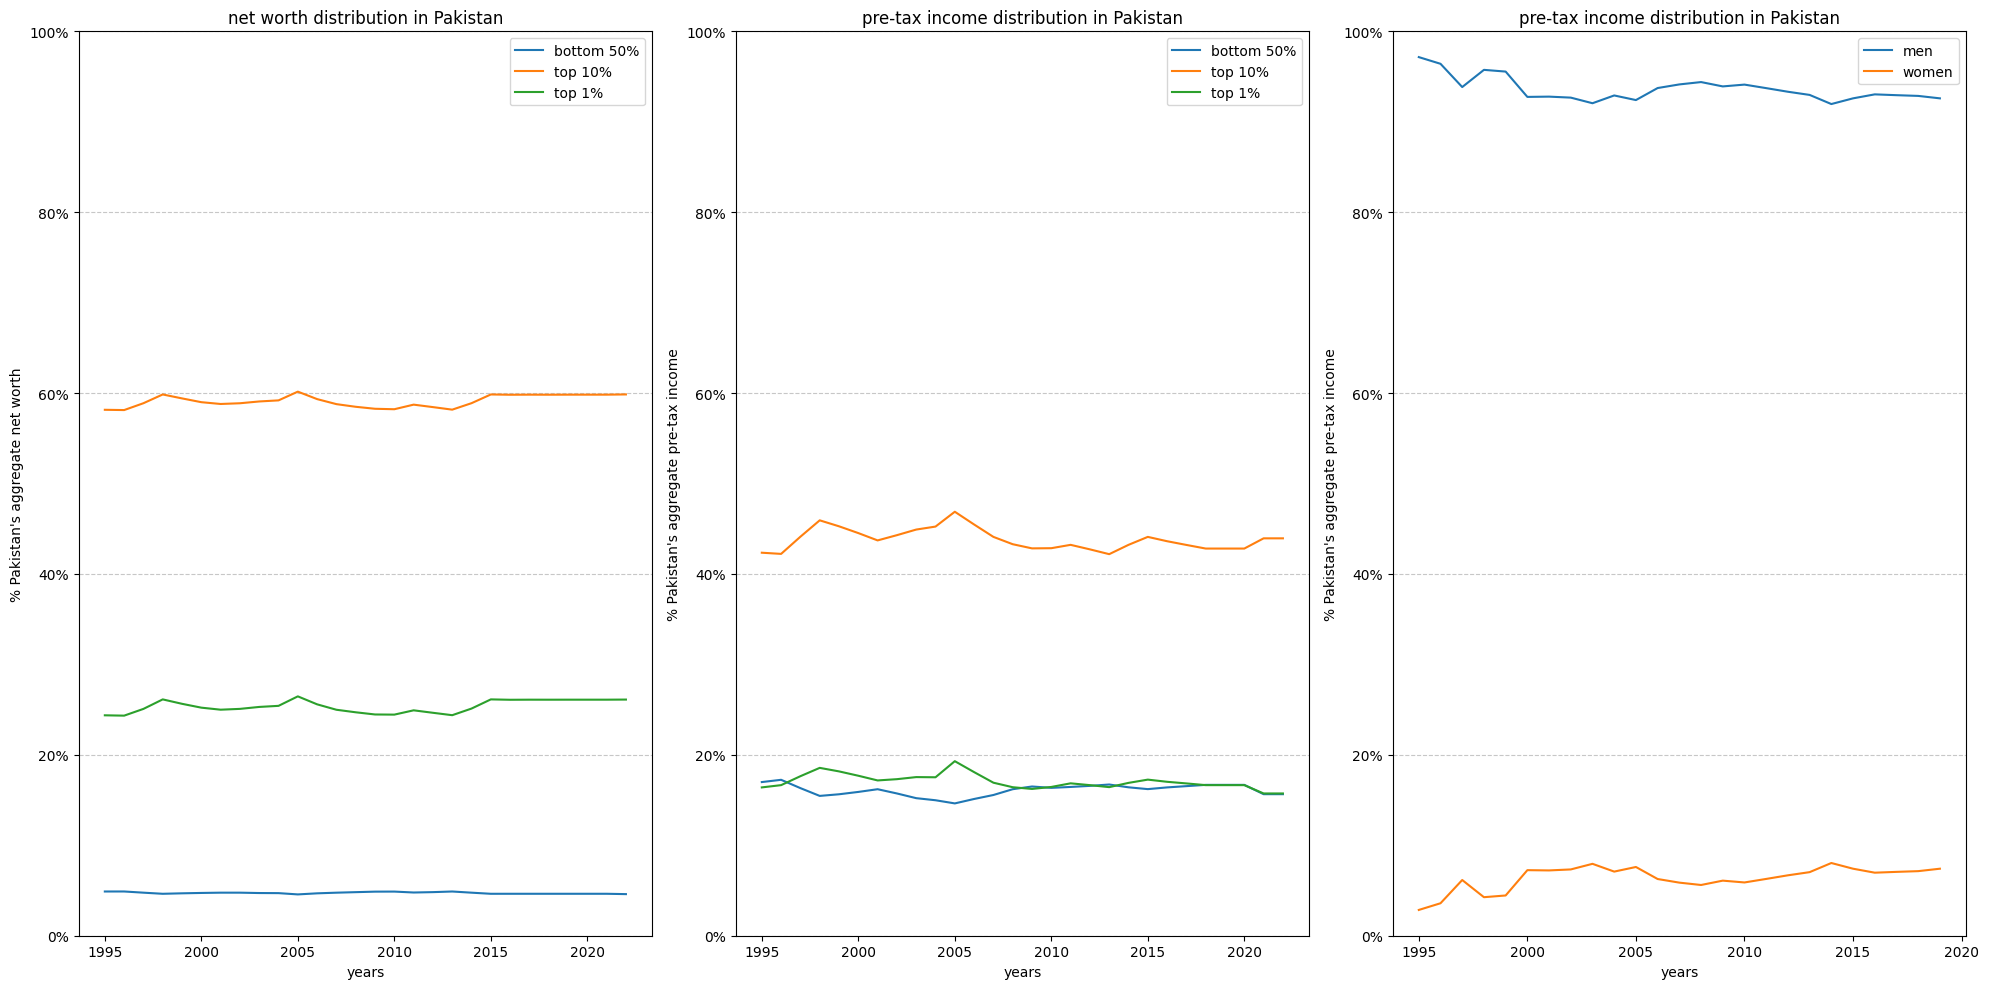 net worth distribution in Pakistan
100%
80%
60%
40%
20%
0%
% Pakistan's aggregate net worth
bottom 50%
top 10%
top 1%
1995
2000
2005
2010
2015
2020
years
pre-tax income distribution in Pakistan
100%
80%
60%
40%
20%
0%
% Pakistan's aggregate pre-tax income
bottom 50%
top 10%
top 1%
1995
2000
2005
2010
2015
2020
years
pre-tax income distribution in Pakistan
100%
80%
60%
40%
20%
0%
% Pakistan's aggregate pre-tax income
men
women
1995
2000
2005
2010
2015
2020
years